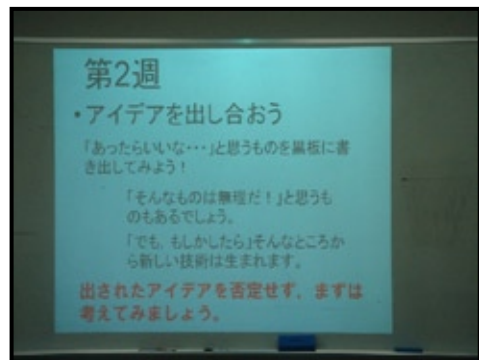 第2週
・アイデアを出し合おう
「あったらいいな・・・」と思うものを黒板に書
き出してみよう！
「そんなものは無理だ！」と思うも
のもあるでしょう。
「でも，もしかしたら」そんなところか
ら新しい技術は生まれます。
出されたアイデアを否定せず，まずは
考えてみましょう。